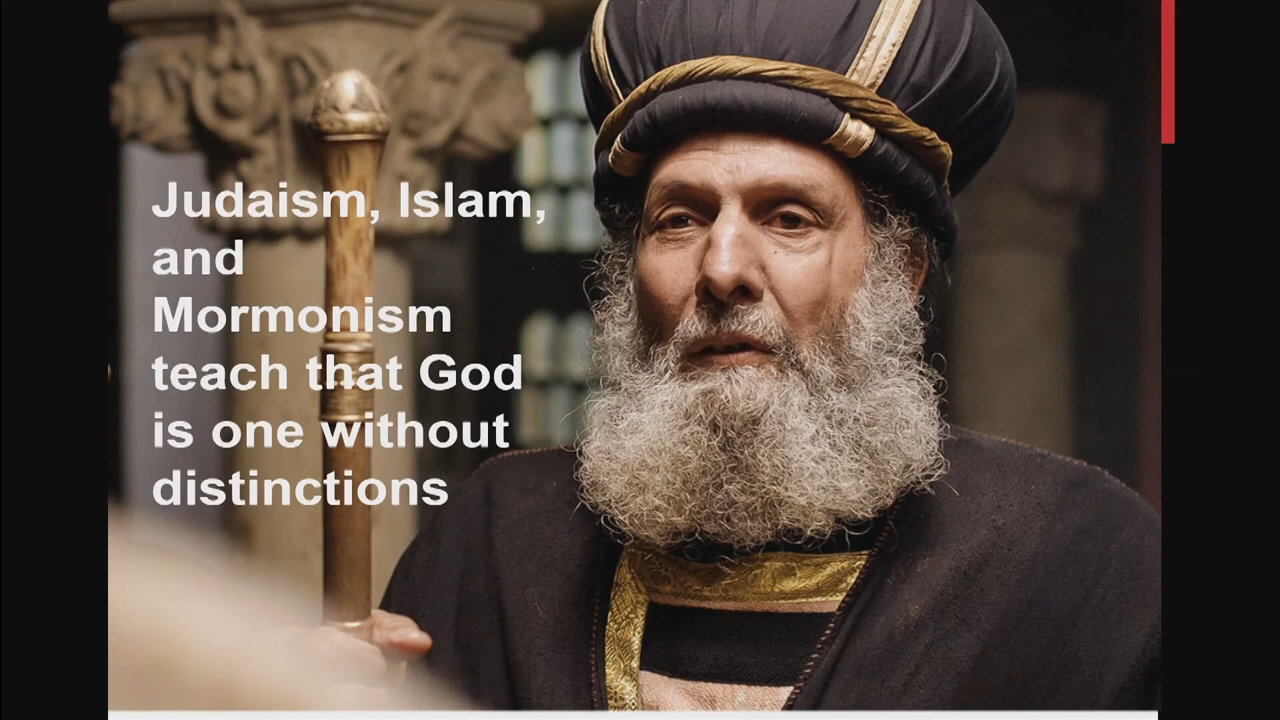 Judaism, Islam,
and
Mormonism
teach that God
is one without
distinctions